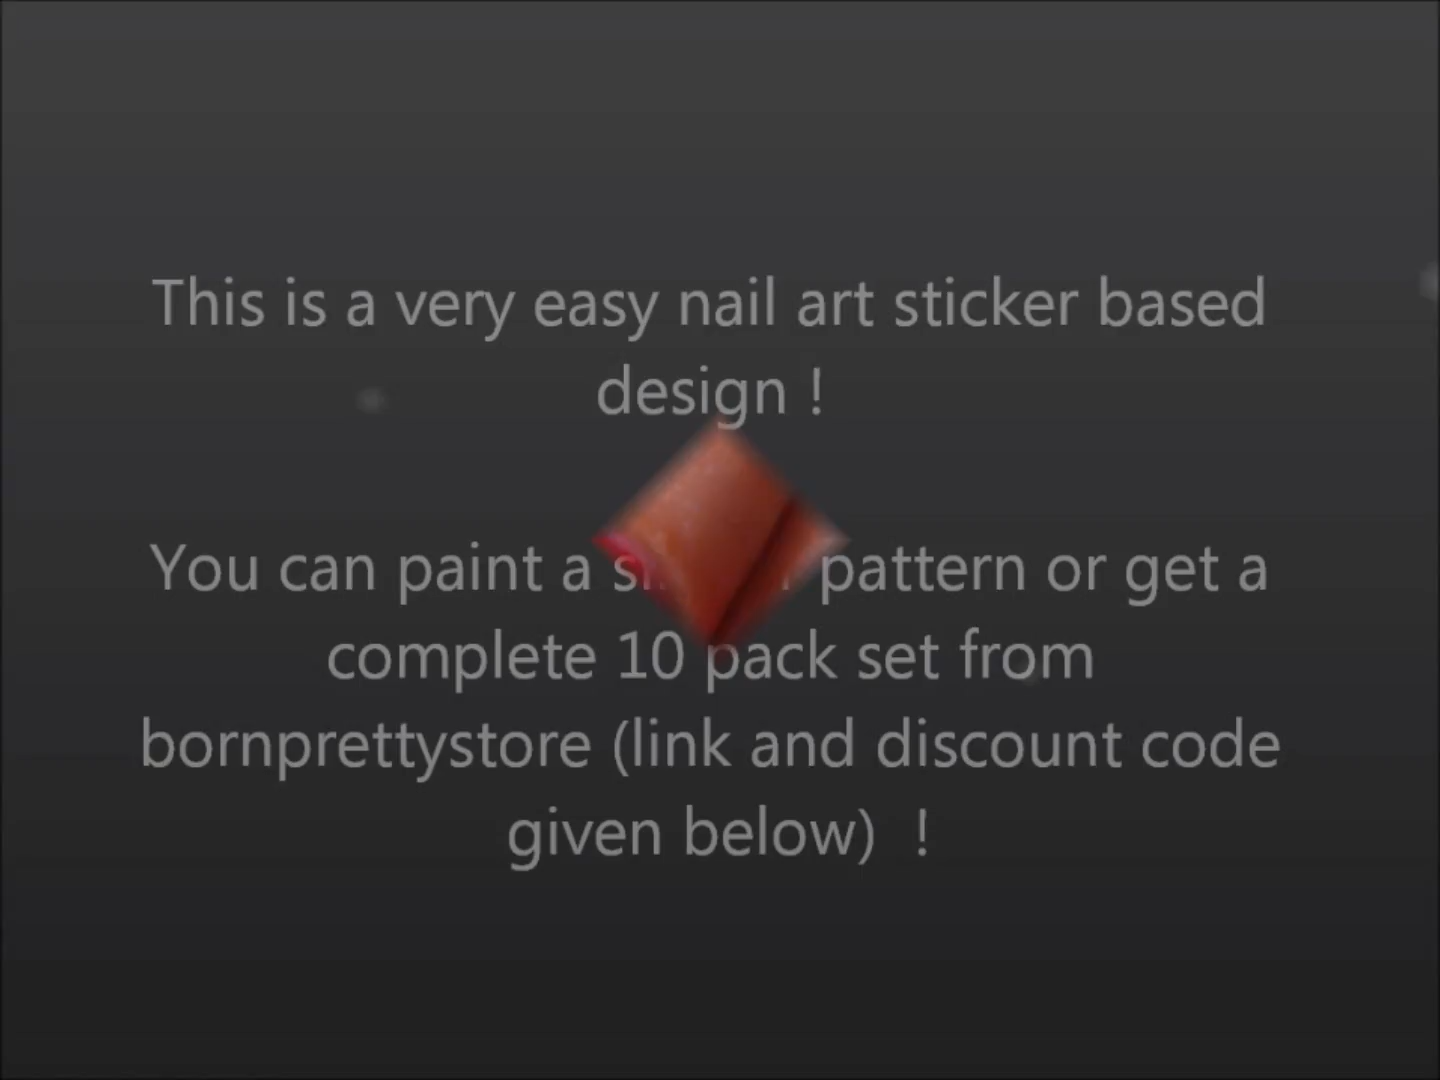 This is a very easy nail art sticker based
design !
You can paint a pattern or get a
complete 10 pack set from
bornprettystore (link and discount code
given below)  !